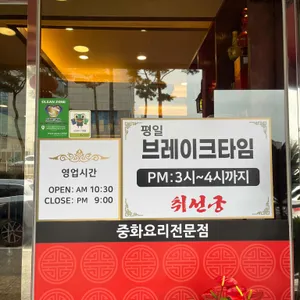 CLEAN ZONE
평일
브레이크타임
PM:3시~4시까지
취선궁
영업시간
OPEN: AM 10:30
CLOSE: PM 9:00
중화요리전문점